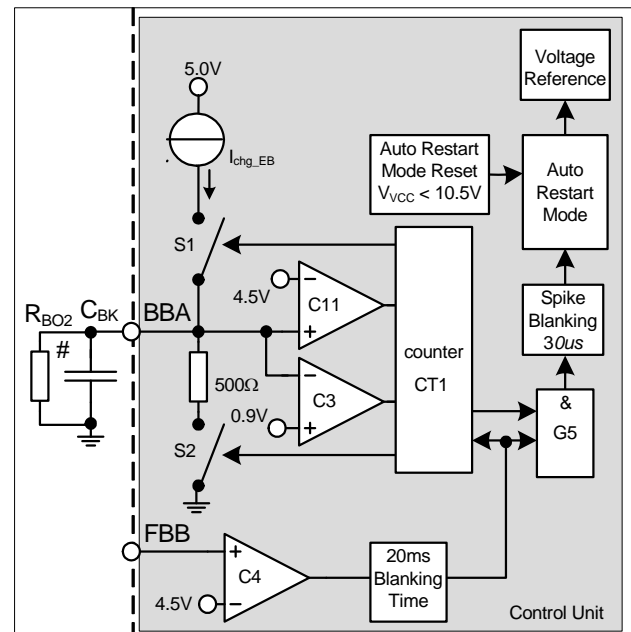 Voltage
Reference
5.0V
Ichg_EB
Auto Restart
Mode Reset
VVCC < 10.5V
Auto
Restart
Mode
S1
4.5V
C11
RBO2
#
CBK
BBA
Spike
Blanking
30us
counter
CT1
500Ω
C3
0.9V
&
G5
S2
FBB
C4
20ms
Blanking
Time
4.5V
Control Unit